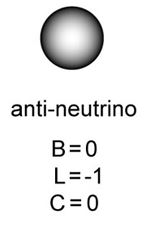 anti-neutrino
B=0
L=-1
C=0